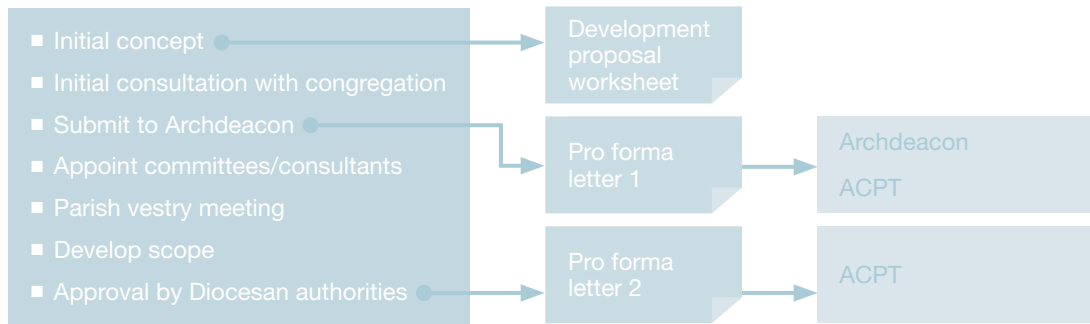 Initial concept
Initial consultation with congregation
Submit to Archdeacon
Appoint committees/consultants
Parish vestry meeting
Develop scope
Approval by Diocesan authorities
Development
proposal
worksheet
Pro forma
letter 1
Archdeacon
ACPT
Pro forma
letter 2
ACPT